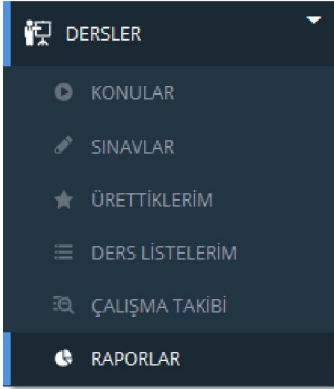 DERSLER
KONULAR
SINAVLAR
ÜRETTİKLERİM
DERS LİSTELERİM
ÇALIŞMA TAKİBİ
RAPORLAR